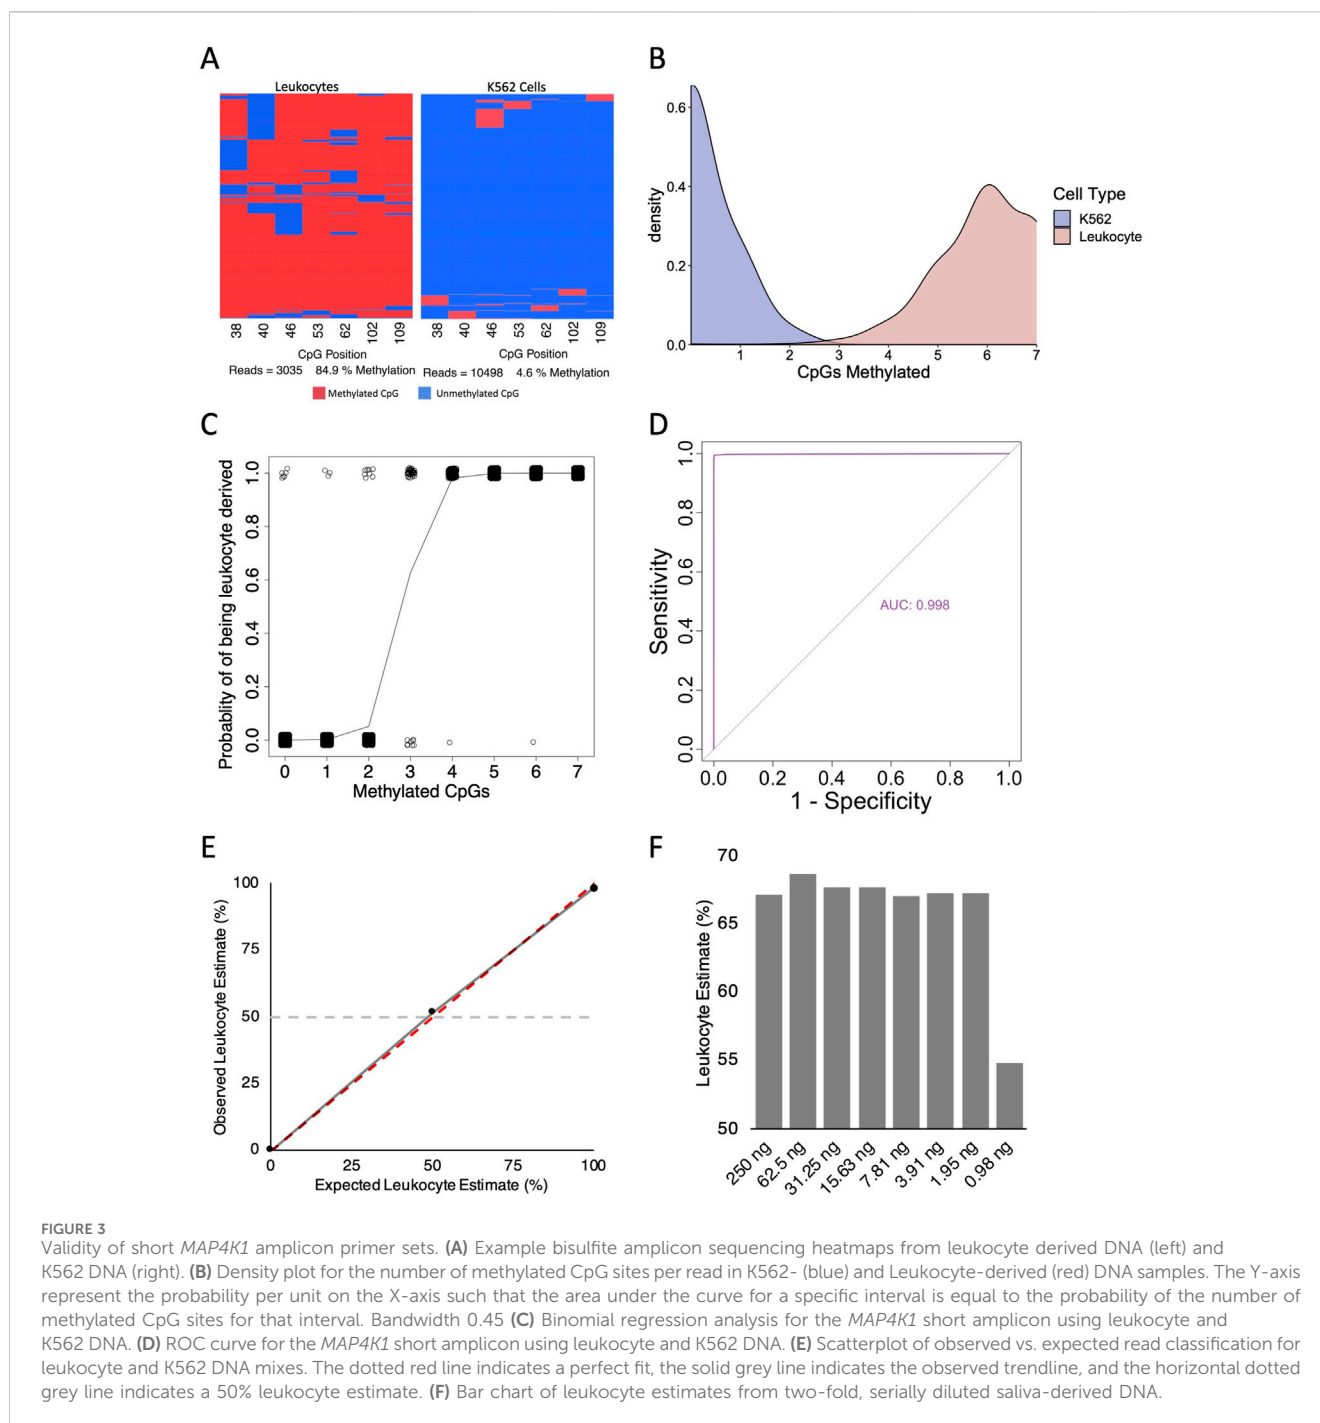 A
Leukocytes
K562 Cells
38 40 46 53 62 102 109
38 40 46 53 62 102 109
CpG Position
CpG Position
Reads = 3035 84.9 % Methylation
Reads = 10498 4.6 % Methylation
Methylated CpG
Unmethylated CpG
B
density
0.6
0.4
0.2
0.0
1 2 3 4 5 6 7
CpGs Methylated
Cell Type
K562
Leukocyte
C
Probablity of of being leukocyte derived
1.0
0.8
0.6
0.4
0.2
0.0
0 1 2 3 4 5 6 7
Methylated CpGs
D
Sensitivity
1.0
0.8
0.6
0.4
0.2
0.0
AUC: 0.998
0.0 0.2 0.4 0.6 0.8 1.0
1 - Specificity
E
Observed Leukocyte Estimate (%)
100
75
50
25
0
0 25 50 75 100
Expected Leukocyte Estimate (%)
F
Leukocyte Estimate (%)
70
65
60
55
50
250 ng 62.5 ng 31.25 ng 15.63 ng 7.81 ng 3.91 ng 1.95 ng 0.98 ng
FIGURE 3
Validity of short MAP4K1 amplicon primer sets. (A) Example bisulfite amplicon sequencing heatmaps from leukocyte derived DNA (left) and
K562 DNA (right). (B) Density plot for the number of methylated CpG sites per read in K562- (blue) and Leukocyte-derived (red) DNA samples. The Y-axis
represent the probability per unit on the X-axis such that the area under the curve for a specific interval is equal to the probability of the number of
methylated CpG sites for that interval. Bandwidth 0.45 (C) Binomial regression analysis for the MAP4K1 short amplicon using leukocyte and
K562 DNA. (D) ROC curve for the MAP4K1 short amplicon using leukocyte and K562 DNA. (E) Scatterplot of observed vs. expected read classification for
leukocyte and K562 DNA mixes. The dotted red line indicates a perfect fit, the solid grey line indicates the observed trendline, and the horizontal dotted
grey line indicates a 50% leukocyte estimate. (F) Bar chart of leukocyte estimates from two-fold, serially diluted saliva-derived DNA.